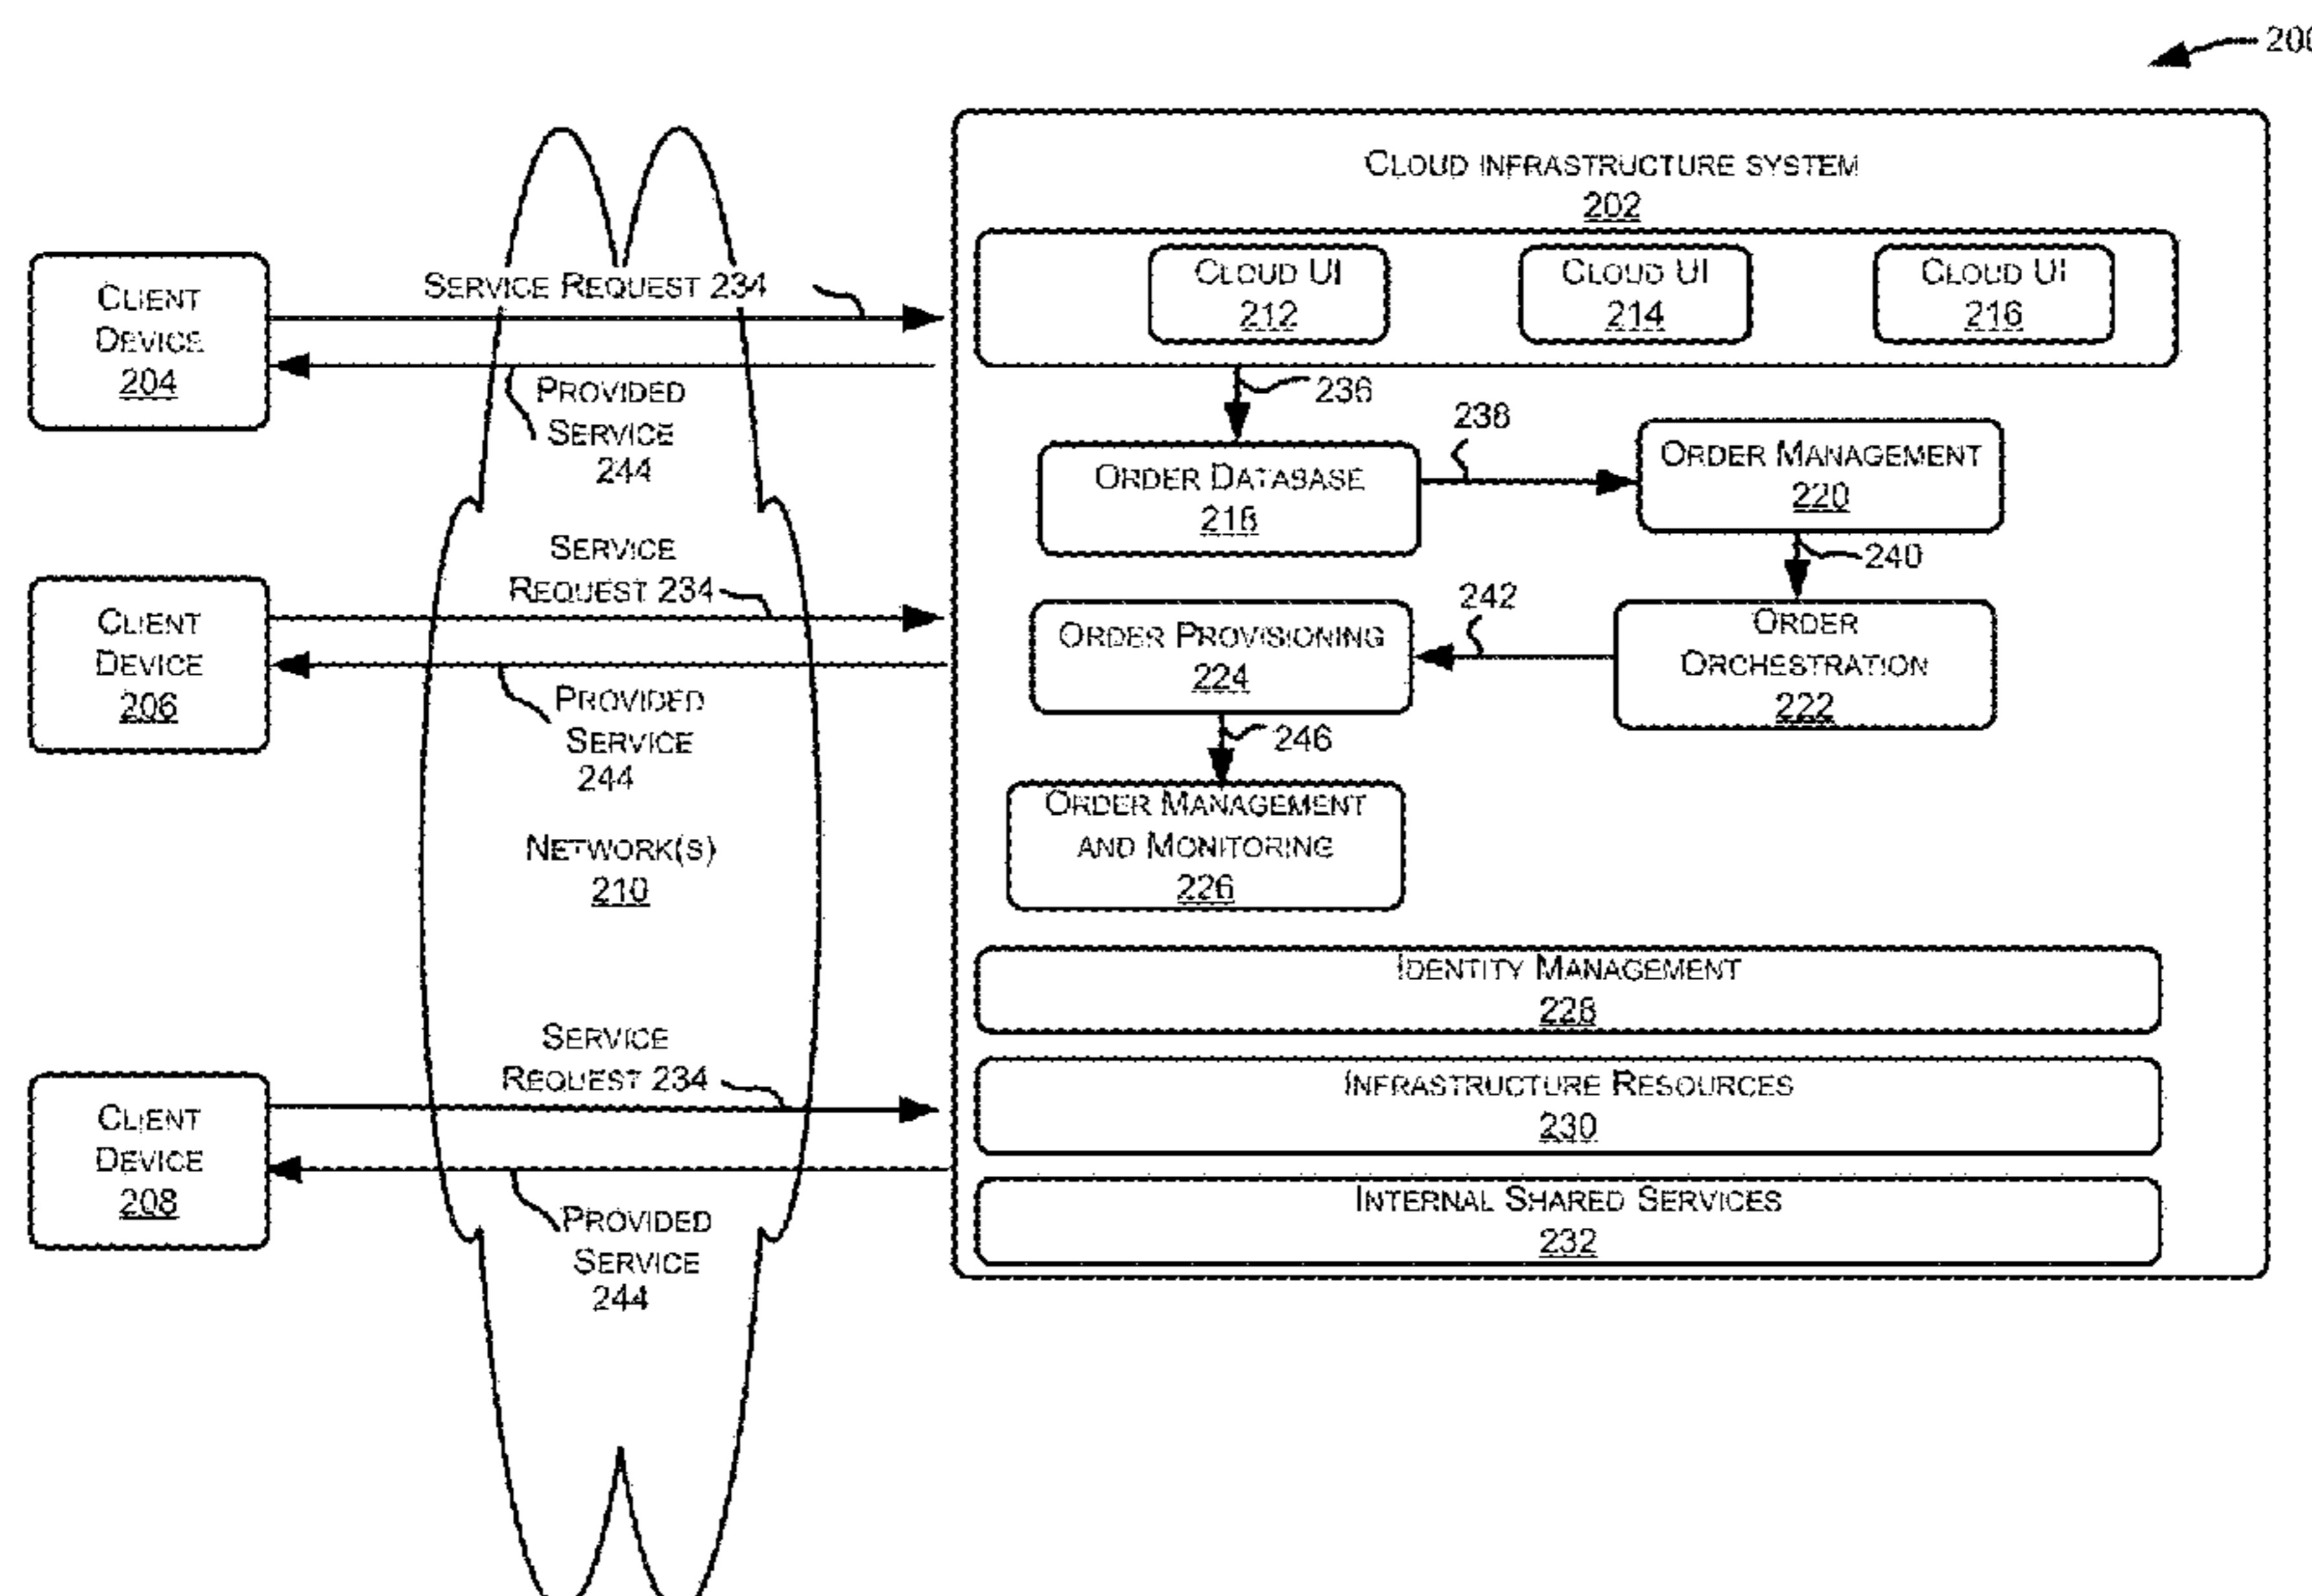 200
CLOUD INFRASTRUCTURE SYSTEM
202
CLOUD UI
212
CLOUD UI
214
CLOUD UI
216
CLIENT
DEVICE
204
SERVICE REQUEST 234
PROVIDED
SERVICE
244
236
ORDER DATABASE
218
238
ORDER MANAGEMENT
220
240
CLIENT
DEVICE
206
SERVICE
REQUEST 234
PROVIDED
SERVICE
244
ORDER PROVISIONING
224
242
ORDER
ORCHESTRATION
222
246
ORDER MANAGEMENT
AND MONITORING
226
NETWORK(S)
210
IDENTITY MANAGEMENT
228
CLIENT
DEVICE
208
SERVICE
REQUEST 234
PROVIDED
SERVICE
244
INFRASTRUCTURE RESOURCES
230
INTERNAL SHARED SERVICES
232